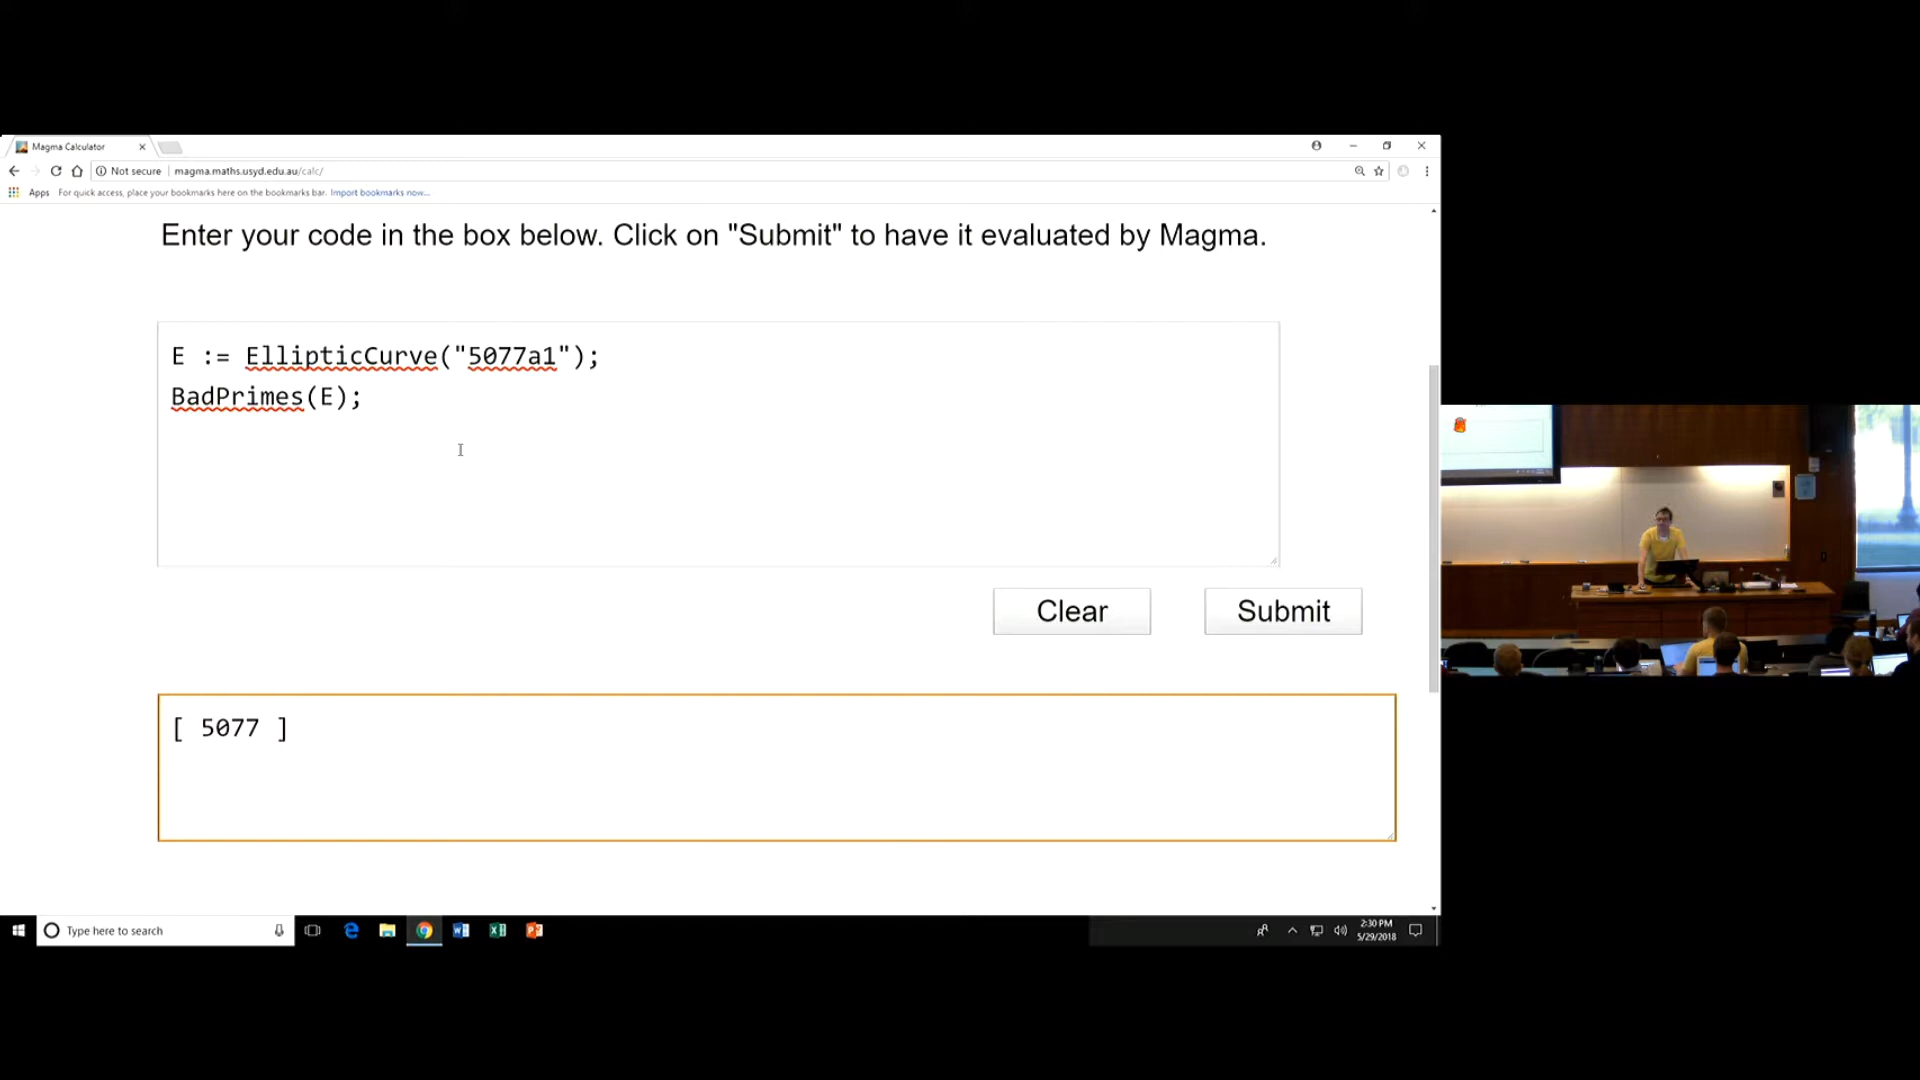 Magma Calculator
Not secure
magma.maths.usyd.edu.au/calc/
Apps
For quick access, place your bookmarks here on the bookmarks bar. Import bookmarks now...
Enter your code in the box below. Click on "Submit" to have it evaluated by Magma.
E := EllipticCurve("5077a1");
BadPrimes(E);
Clear
Submit
[ 5077 ]
Type here to search
2:30 PM
5/29/2018